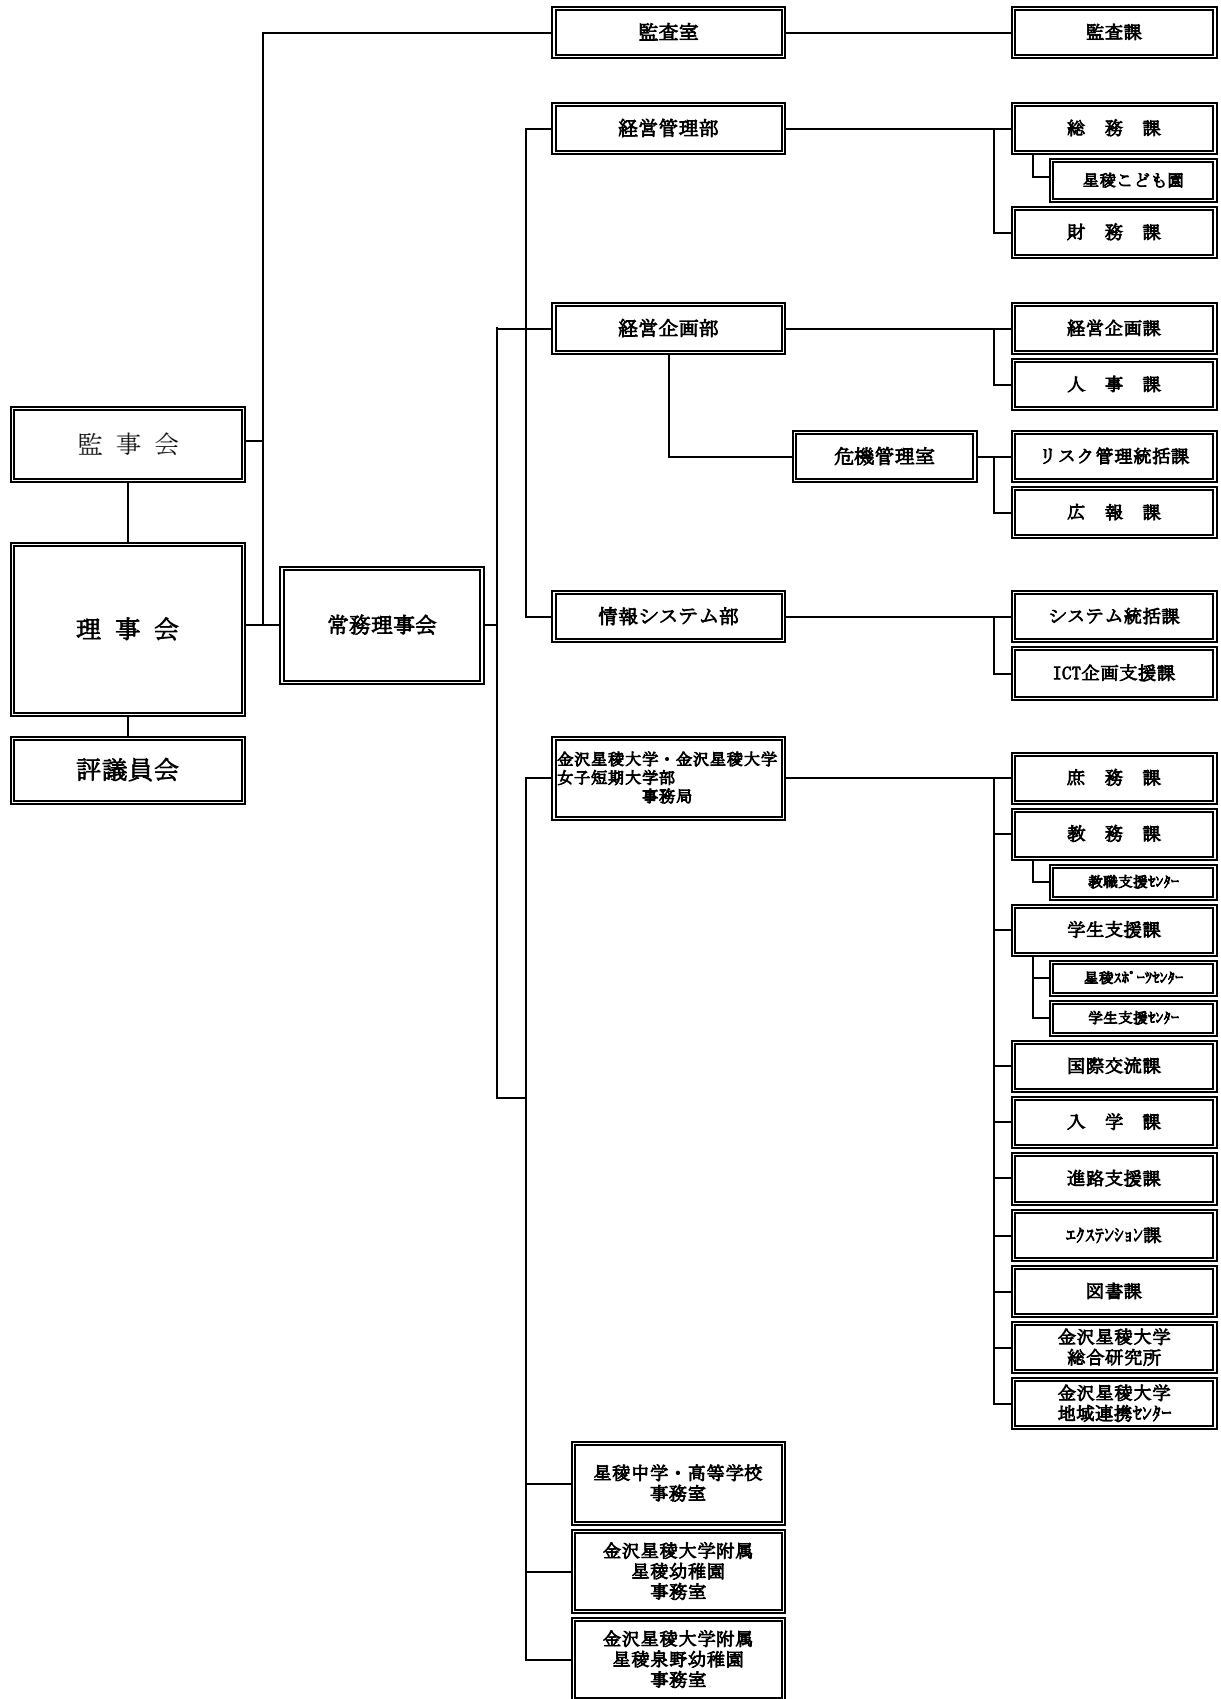 監査室
監査課
経営管理部
総　務　課
星稜こども園
財　務　課
経営企画部
経営企画課
人　事　課
監 事 会
危機管理室
リスク管理統括課
広　報　課
理 事 会
常務理事会
情報システム部
システム統括課
ICT企画支援課
評議員会
金沢星稜大学・金沢星稜大学
女子短期大学部
事務局
庶　務　課
教　務　課
教職支援ｾﾝﾀｰ
学生支援課
星稜ｽﾎﾟｰﾂｾﾝﾀｰ
学生支援ｾﾝﾀｰ
国際交流課
入　学　課
進路支援課
ｴｸｽﾃﾝｼｮﾝ課
図書課
金沢星稜大学
総合研究所
金沢星稜大学
地域連携ｾﾝﾀｰ
星稜中学・高等学校
事務室
金沢星稜大学附属
星稜幼稚園
事務室
金沢星稜大学附属
星稜泉野幼稚園
事務室